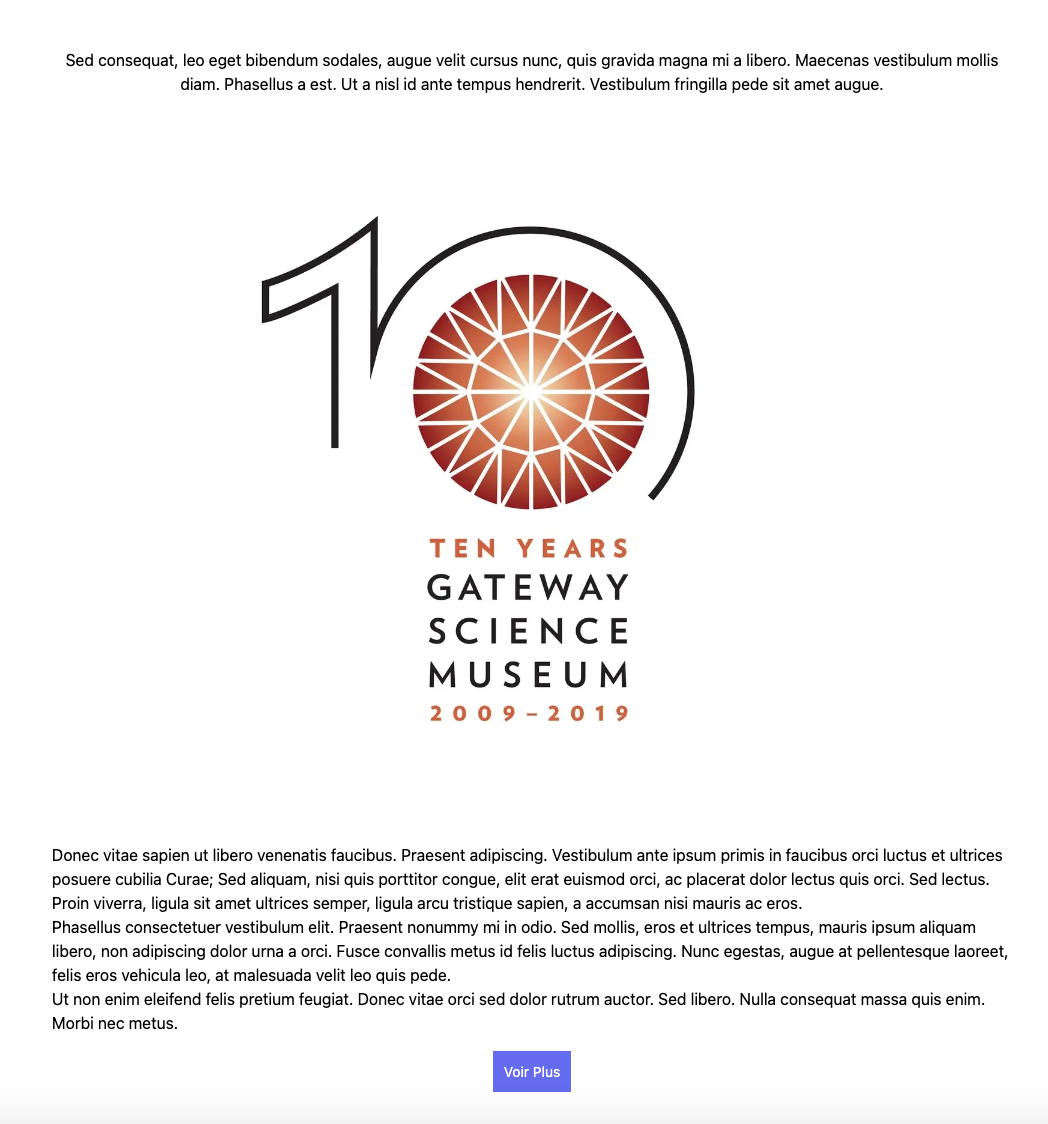 Sed consequat, leo eget bibendum sodales, augue velit cursus nunc, quis gravida magna mi a libero. Maecenas vestibulum mollis
diam. Phasellus a est. Ut a nisl id ante tempus hendrerit. Vestibulum fringilla pede sit amet augue.
10
TEN YEARS
GATEWAY
SCIENCE
MUSEUM
2009–2019
Donec vitae sapien ut libero venenatis faucibus. Praesent adipiscing. Vestibulum ante ipsum primis in faucibus orci luctus et ultrices
posuere cubilia Curae; Sed aliquam, nisi quis porttitor congue, elit erat euismod orci, ac placerat dolor lectus quis orci. Sed lectus.
Proin viverra, ligula sit amet ultrices semper, ligula arcu tristique sapien, a accumsan nisi mauris ac eros.
Phasellus consectetuer vestibulum elit. Praesent nonummy mi in odio. Sed mollis, eros et ultrices tempus, mauris ipsum aliquam
libero, non adipiscing dolor urna a orci. Fusce convallis metus id felis luctus adipiscing. Nunc egestas, augue at pellentesque laoreet,
felis eros vehicula leo, at malesuada velit leo quis pede.
Ut non enim eleifend felis pretium feugiat. Donec vitae orci sed dolor rutrum auctor. Sed libero. Nulla consequat massa quis enim.
Morbi nec metus.
Voir Plus